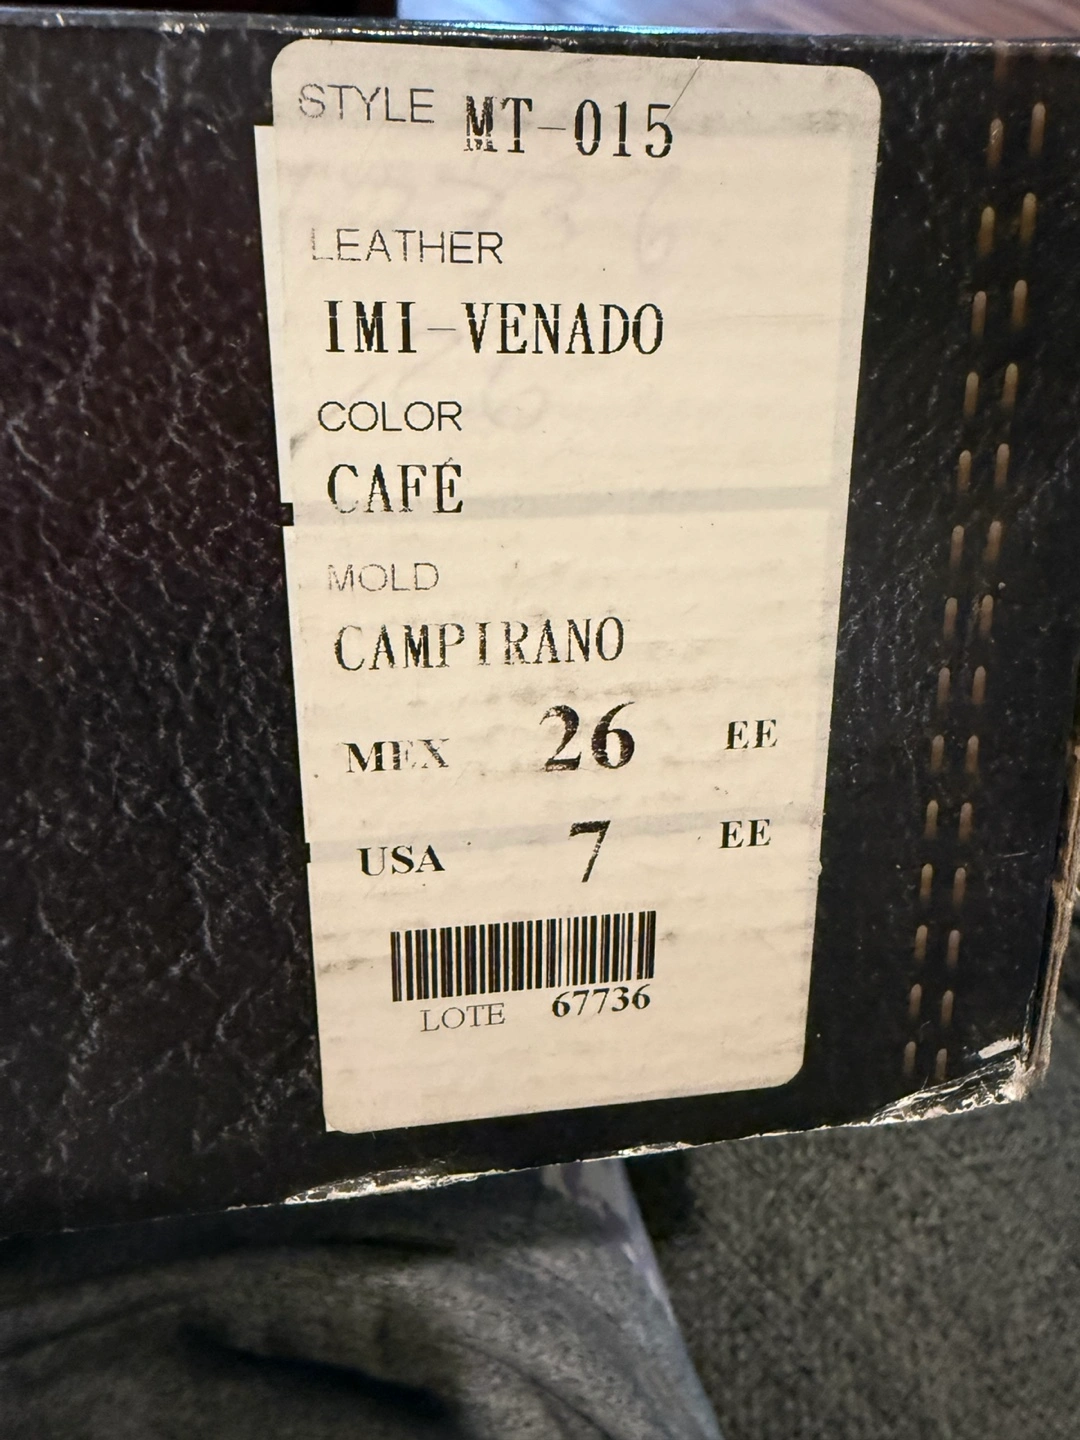 STYLE MT-015
LEATHER
IMI-VENADO
COLOR
CAFÉ
MOLD
CAMPIRANO
MEX 26 EE
USA 7 EE
LOTE 67736